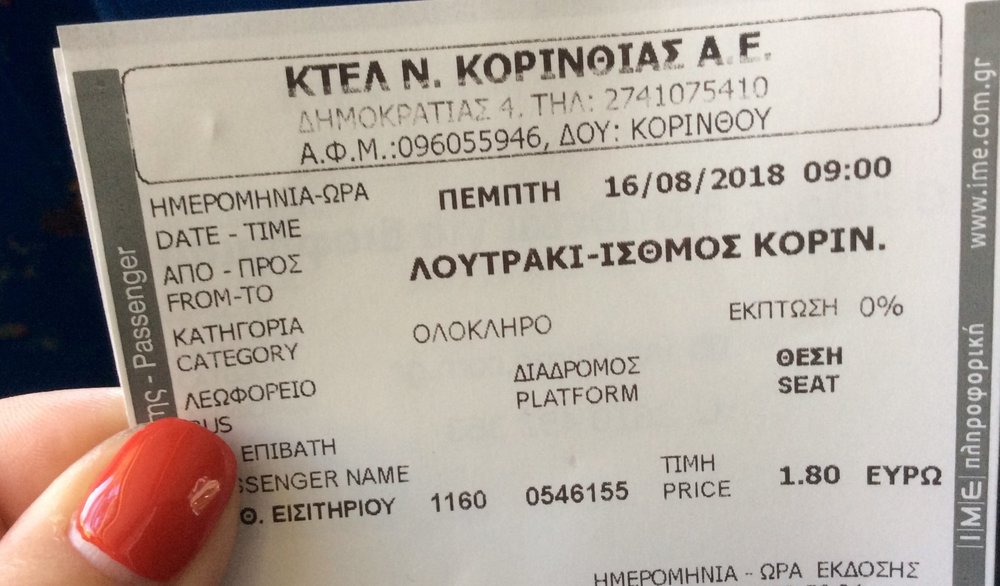 ΚΤΕΛ Ν. ΚΟΡΙΝΘΙΑΣ Α.Ε.
ΔΗΜΟΚΡΑΤΙΑΣ 4, ΤΗΛ: 2741075410
Α.Φ.Μ.:096055946, ΔΟΥ: ΚΟΡΙΝΘΟΥ
ΗΜΕΡΟΜΗΝΙΑ-ΩΡΑ ΠΕΜΠΤΗ 16/08/2018 09:00
DATE - TIME
ΑΠΟ - ΠΡΟΣ ΛΟΥΤΡΑΚΙ-ΙΣΘΜΟΣ ΚΟΡΙΝ.
FROM-TO
ΚΑΤΗΓΟΡΙΑ ΟΛΟΚΛΗΡΟ ΕΚΠΤΩΣΗ 0%
CATEGORY
ΛΕΩΦΟΡΕΙΟ ΔΙΑΔΡΟΜΟΣ ΘΕΣΗ
PLATFORM SEAT
ΕΠΙΒΑΤΗ
NAME
ΤΙΜΗ
Θ. ΕΙΣΙΤΗΡΙΟΥ 1160 0546155 PRICE 1.80 ΕΥΡΩ
ΗΜΕΡΟΜΗΝΙΑ - ΩΡΑ ΕΚΔΟΣΗΣ
ης - Passenger
IME πληροφορική www.ime.com.gr